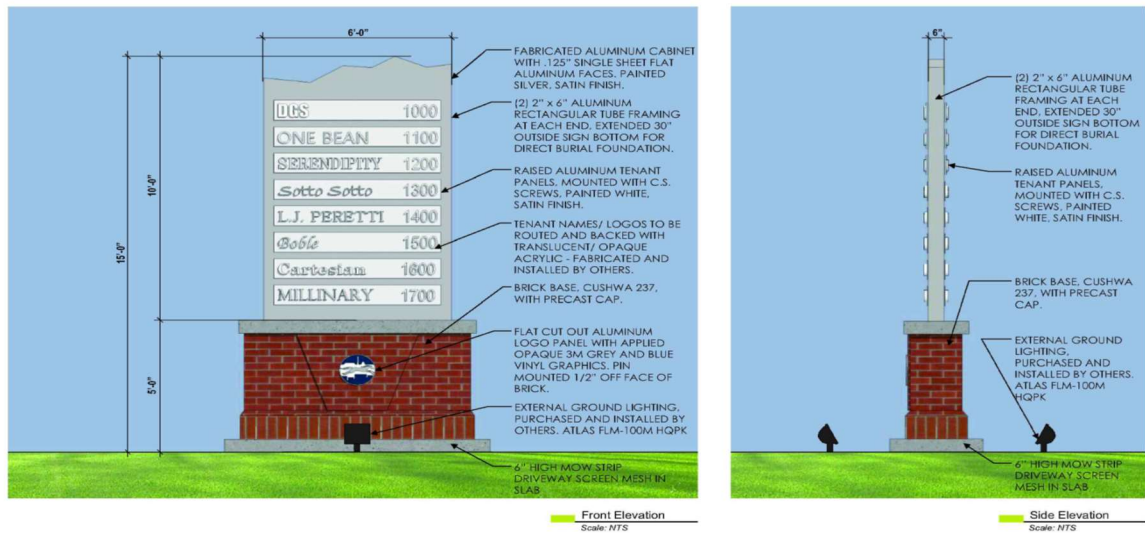 6'-0"
15'-0"
10'-0"
5'-0"
DGS 1000
ONE BEAN 1100
SERENDIPITY 1200
Sotto Sotto 1300
L.J. PERETTI 1400
Boble 1500
Cartesian 1600
MILLINARY 1700
FABRICATED ALUMINUM CABINET
WITH .125" SINGLE SHEET FLAT
ALUMINUM FACES. PAINTED
SILVER, SATIN FINISH.
(2) 2" x 6" ALUMINUM
RECTANGULAR TUBE FRAMING
AT EACH END, EXTENDED 30"
OUTSIDE SIGN BOTTOM FOR
DIRECT BURIAL FOUNDATION.
RAISED ALUMINUM TENANT
PANELS, MOUNTED WITH C.S.
SCREWS, PAINTED WHITE,
SATIN FINISH.
TENANT NAMES/ LOGOS TO BE
ROUTED AND BACKED WITH
TRANSLUCENT/ OPAQUE
ACRYLIC - FABRICATED AND
INSTALLED BY OTHERS.
BRICK BASE, CUSHWA 237,
WITH PRECAST CAP.
FLAT CUT OUT ALUMINUM
LOGO PANEL WITH APPLIED
OPAQUE 3M GREY AND BLUE
VINYL GRAPHICS. PIN
MOUNTED 1/2" OFF FACE OF
BRICK.
EXTERNAL GROUND LIGHTING,
PURCHASED AND INSTALLED BY
OTHERS. ATLAS FLM-100M HQPK
6" HIGH MOW STRIP
DRIVEWAY SCREEN MESH IN
SLAB
Front Elevation
Scale: NTS
6"
(2) 2" x 6" ALUMINUM
RECTANGULAR TUBE
FRAMING AT EACH
END, EXTENDED 30"
OUTSIDE SIGN BOTTOM
FOR DIRECT BURIAL
FOUNDATION.
RAISED ALUMINUM
TENANT PANELS,
MOUNTED WITH C.S.
SCREWS, PAINTED
WHITE, SATIN FINISH.
BRICK BASE, CUSHWA
237, WITH PRECAST
CAP.
EXTERNAL GROUND
LIGHTING,
PURCHASED AND
INSTALLED BY OTHERS.
ATLAS FLM-100M
HQPK
6" HIGH MOW STRIP
DRIVEWAY SCREEN
MESH IN SLAB
Side Elevation
Scale: NTS